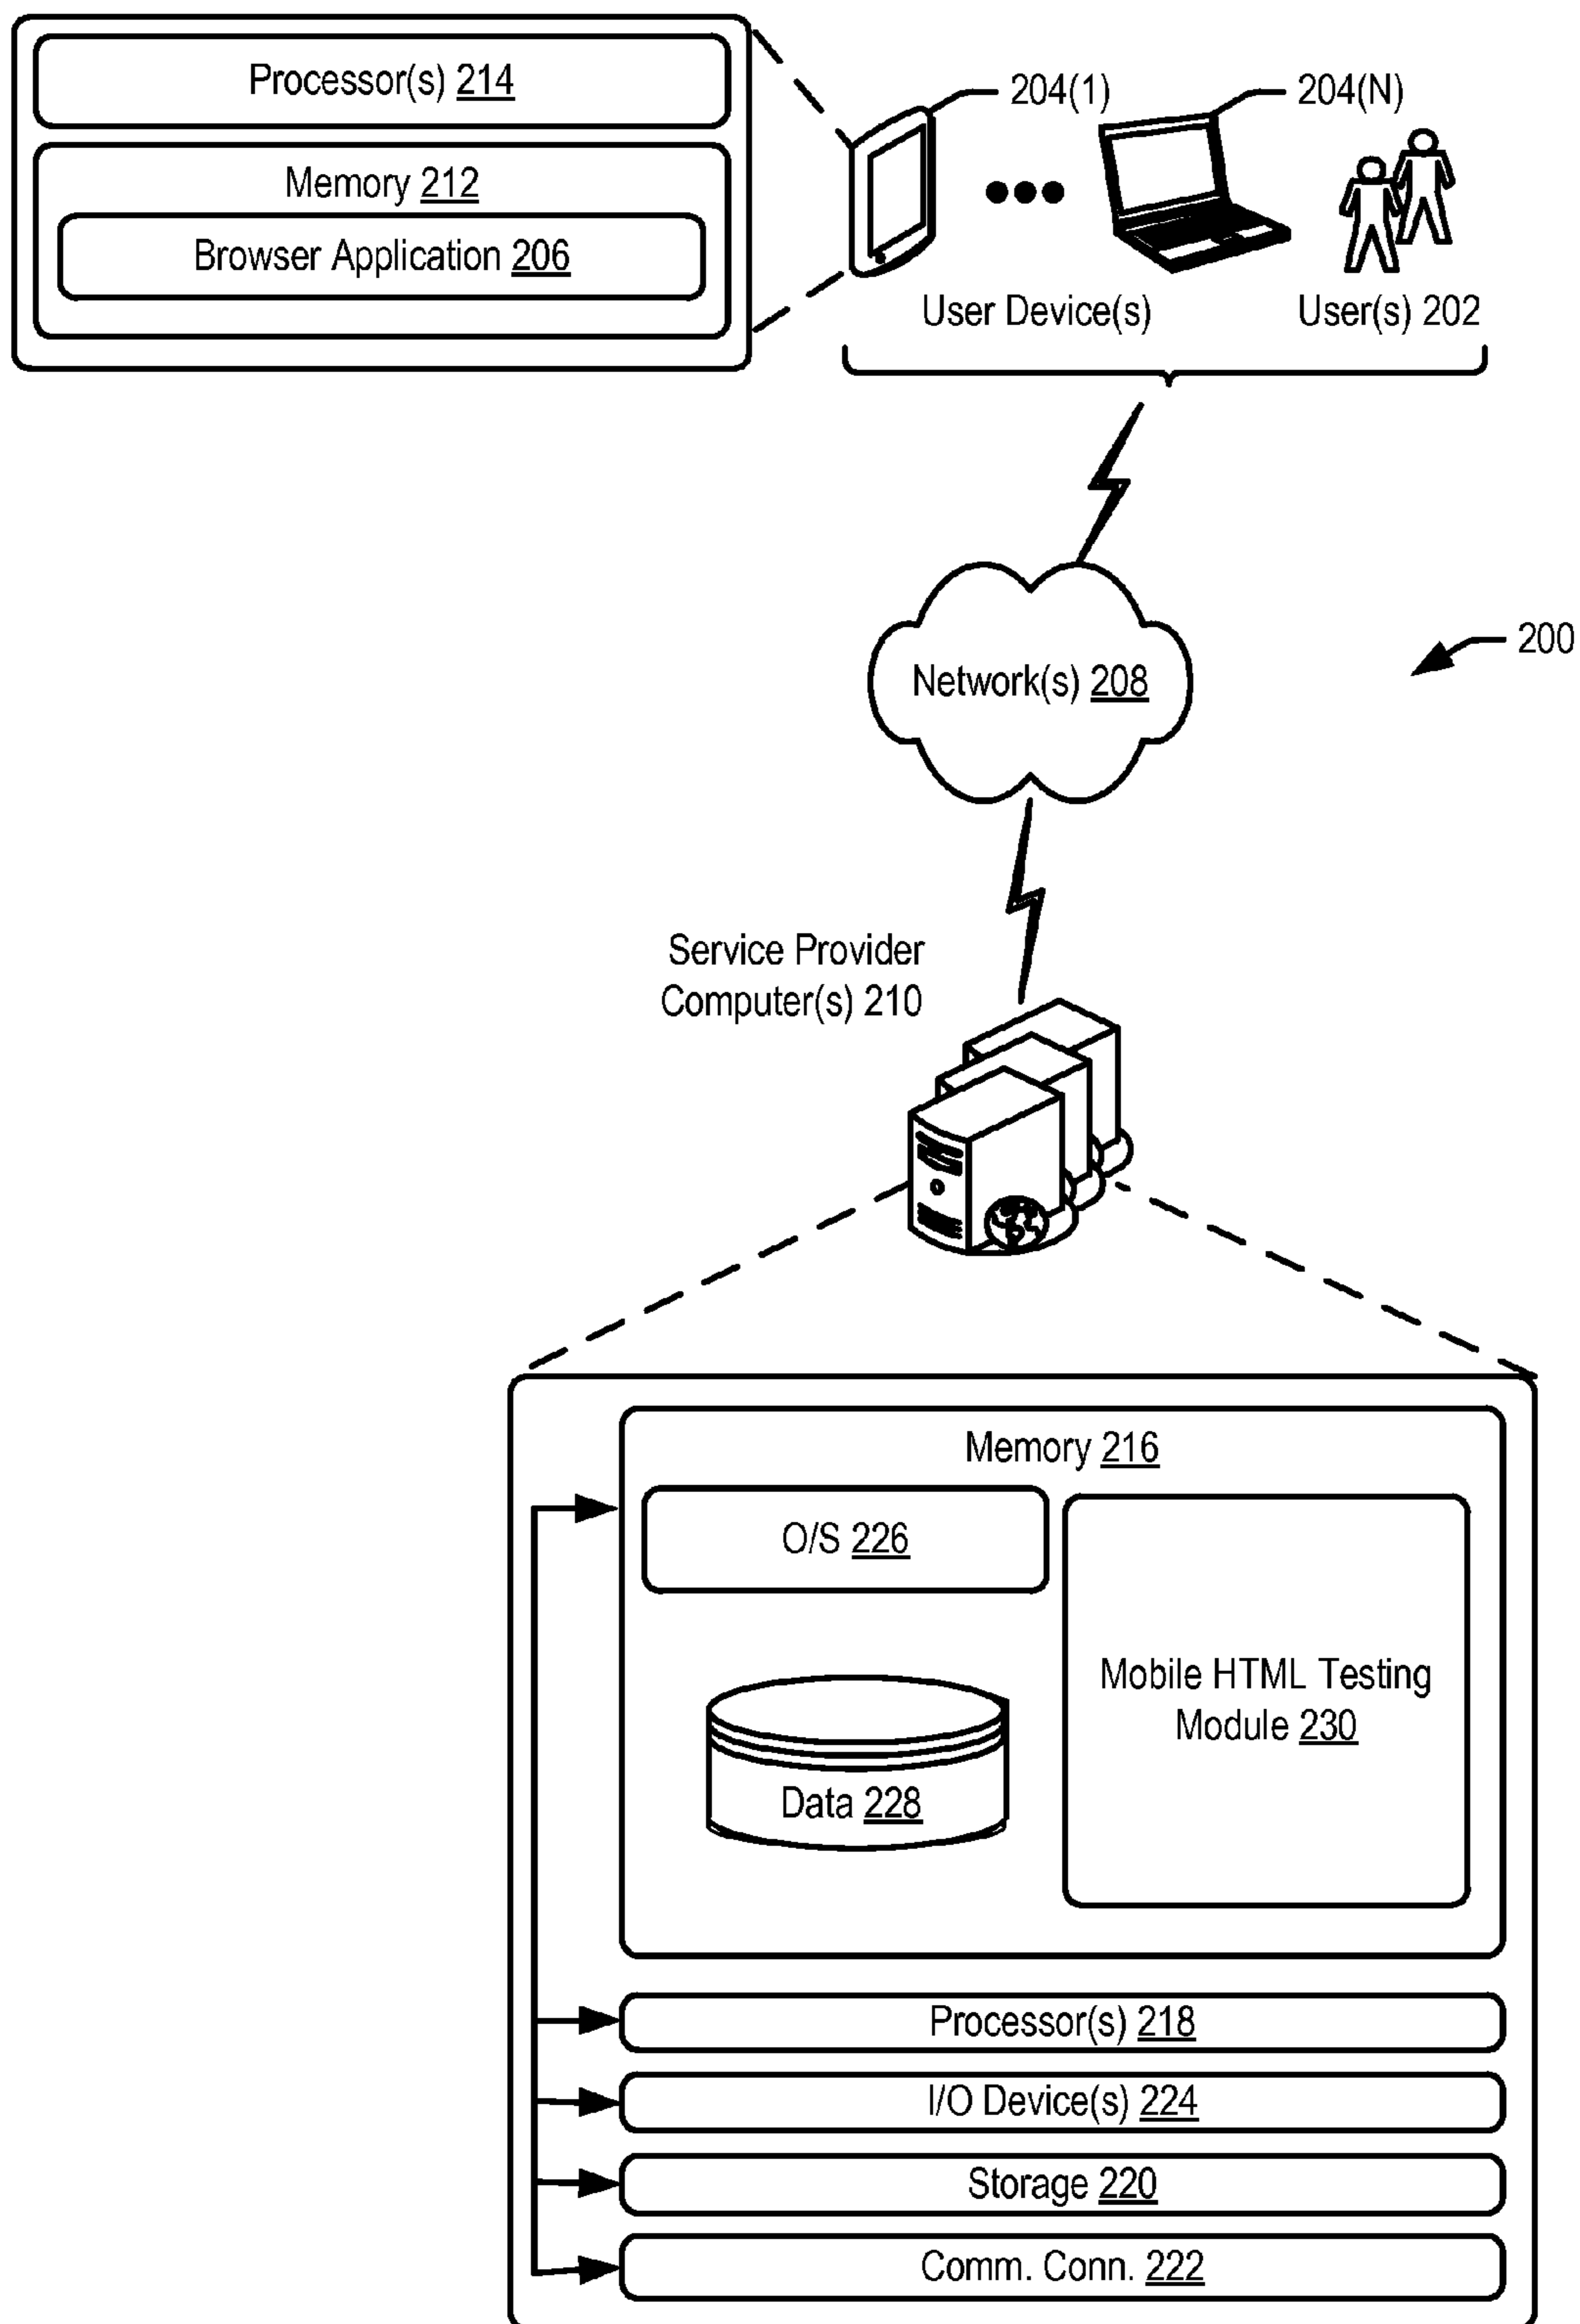 Processor(s) 214
Memory 212
Browser Application 206
204(1)
204(N)
User Device(s)
User(s) 202
Network(s) 208
200
Service Provider
Computer(s) 210
Memory 216
O/S 226
Mobile HTML Testing
Module 230
Data 228
Processor(s) 218
I/O Device(s) 224
Storage 220
Comm. Conn. 222